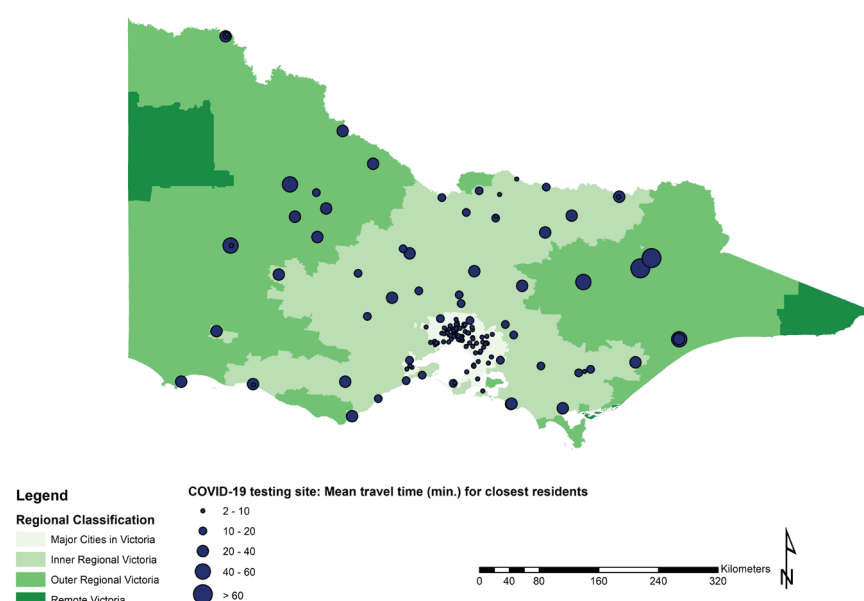 Legend
Regional Classification
Major Cities in Victoria
Inner Regional Victoria
Outer Regional Victoria
Remote Victoria
COVID-19 testing site: Mean travel time (min.) for closest residents
2 - 10
10 - 20
20 - 40
40 - 60
> 60
Kilometers
0 40 80 160 240 320
N